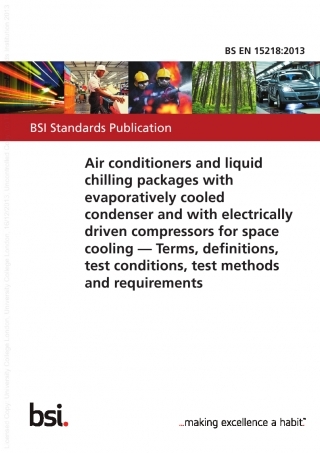 BS EN 15218:2013
BSI Standards Publication
Air conditioners and liquid
chilling packages with
evaporatively cooled
condenser and with electrically
driven compressors for space
cooling — Terms, definitions,
test conditions, test methods
and requirements
bsi.
...making excellence a habit.™